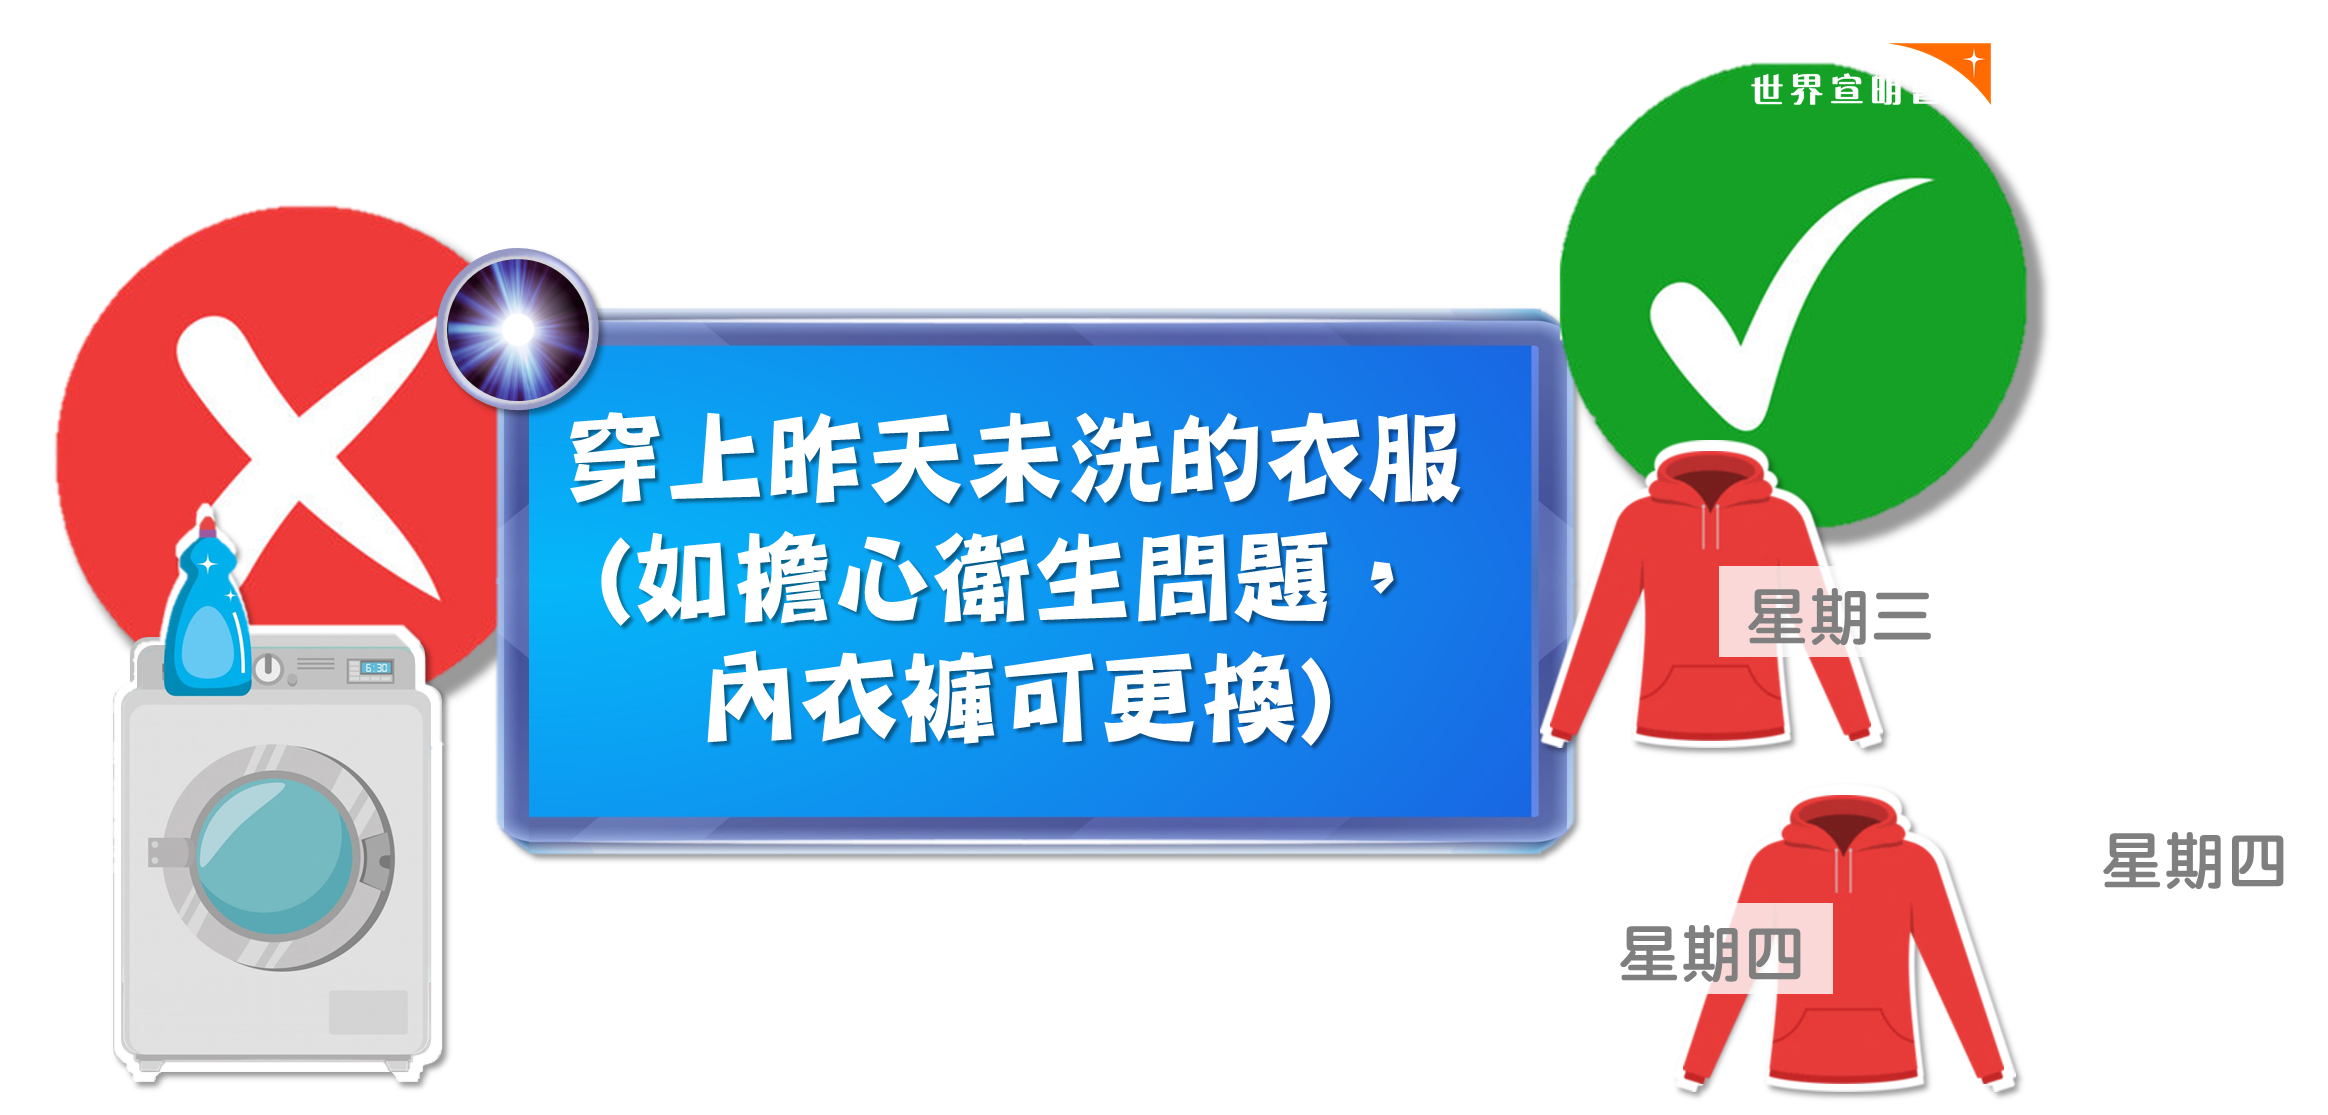 世界宣明
穿上昨天未洗的衣服
(如擔心衛生問題，
內衣褲可更換)
星期三
星期四
星期四
6:30